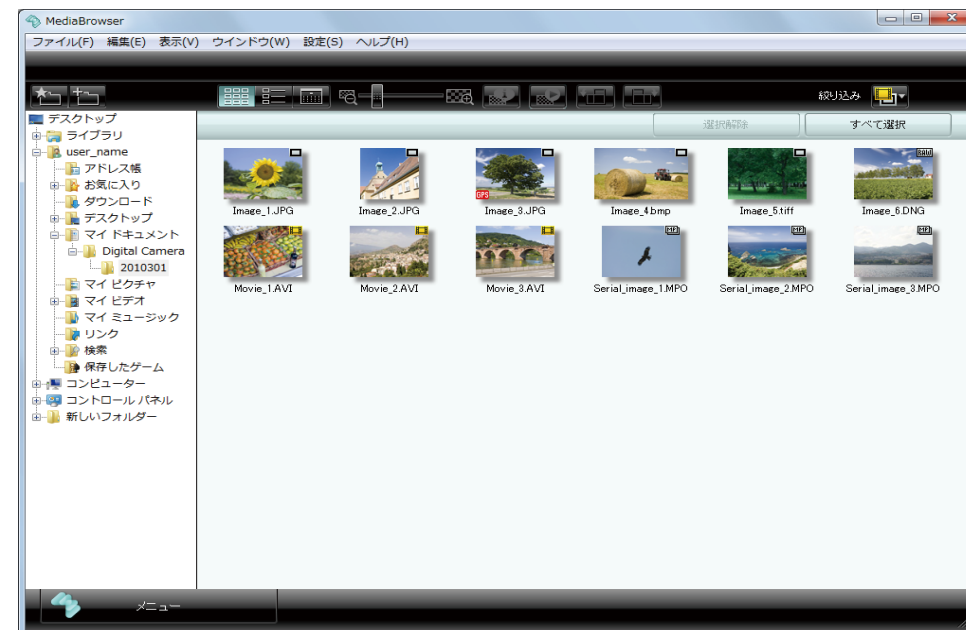 MediaBrowser
ファイル(F) 編集(E) 表示(V) ウインドウ(W) 設定(S) ヘルプ(H)
絞り込み
選択解除 すべて選択
デスクトップ
ライブラリ
user_name
アドレス帳
お気に入り
ダウンロード
デスクトップ
マイ ドキュメント
Digital Camera
2010301
マイ ピクチャ
マイ ビデオ
マイ ミュージック
リンク
検索
保存したゲーム
コンピューター
コントロール パネル
新しいフォルダー
GPS RAW
Image_1.JPG Image_2.JPG Image_3.JPG Image_4.bmp Image_5.tiff Image_6.DNG
Movie_1.AVI Movie_2.AVI Movie_3.AVI Serial_image_1.MPO Serial_image_2.MPO Serial_image_3.MPO
メニュー